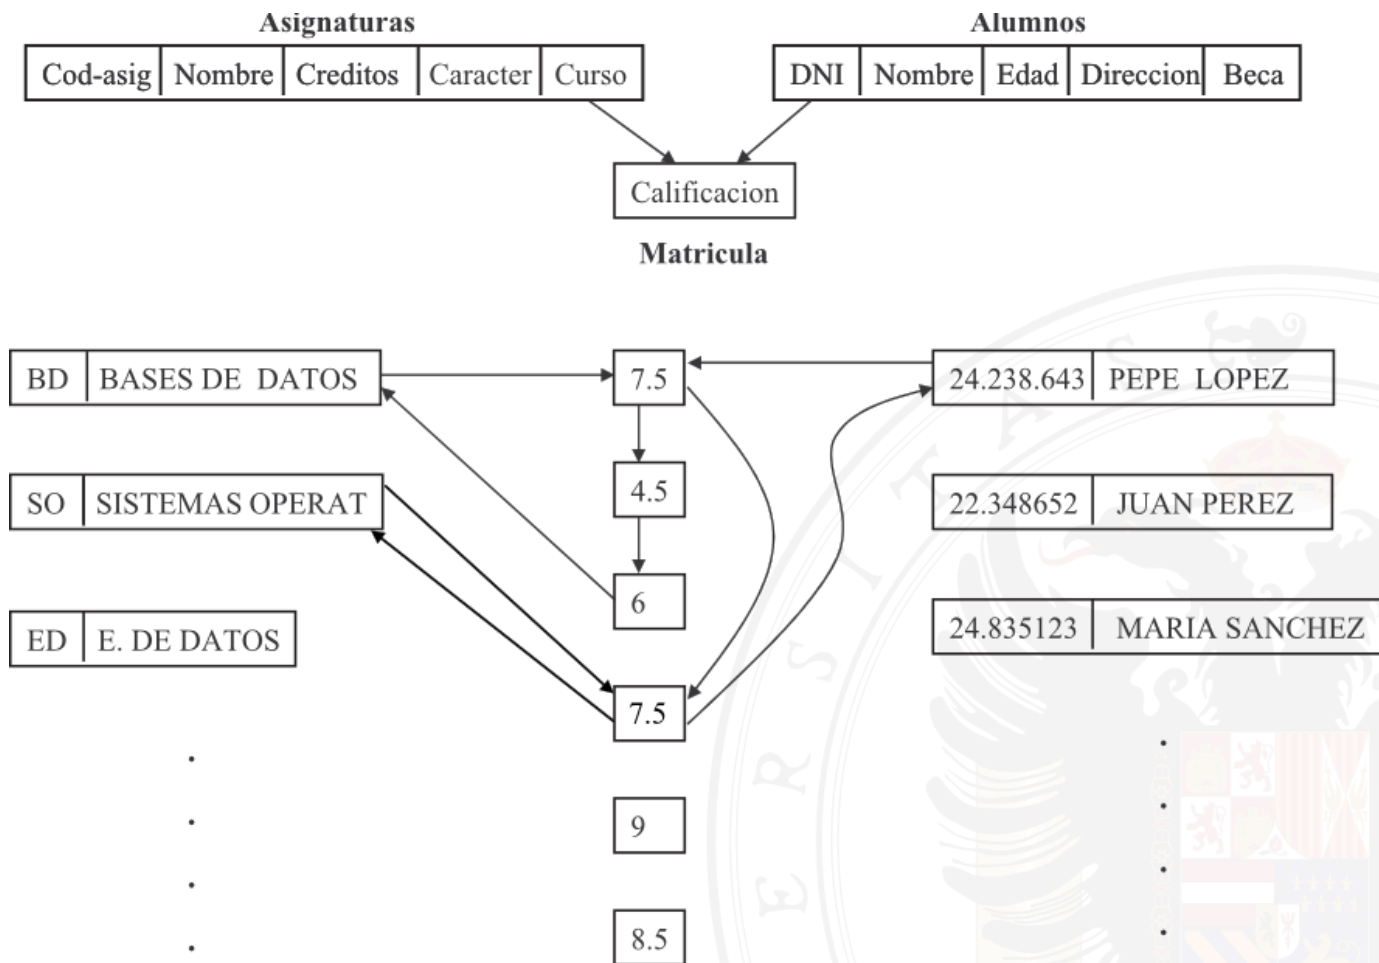 Asignaturas
Alumnos
Cod-asig Nombre Creditos Caracter Curso
DNI Nombre Edad Direccion Beca
Calificacion
Matricula
BD BASES DE DATOS
7.5
24.238.643 PEPE LOPEZ
SO SISTEMAS OPERAT
4.5
22.348652 JUAN PEREZ
6
ED E. DE DATOS
24.835123 MARIA SANCHEZ
7.5
9
8.5
ERSITAS